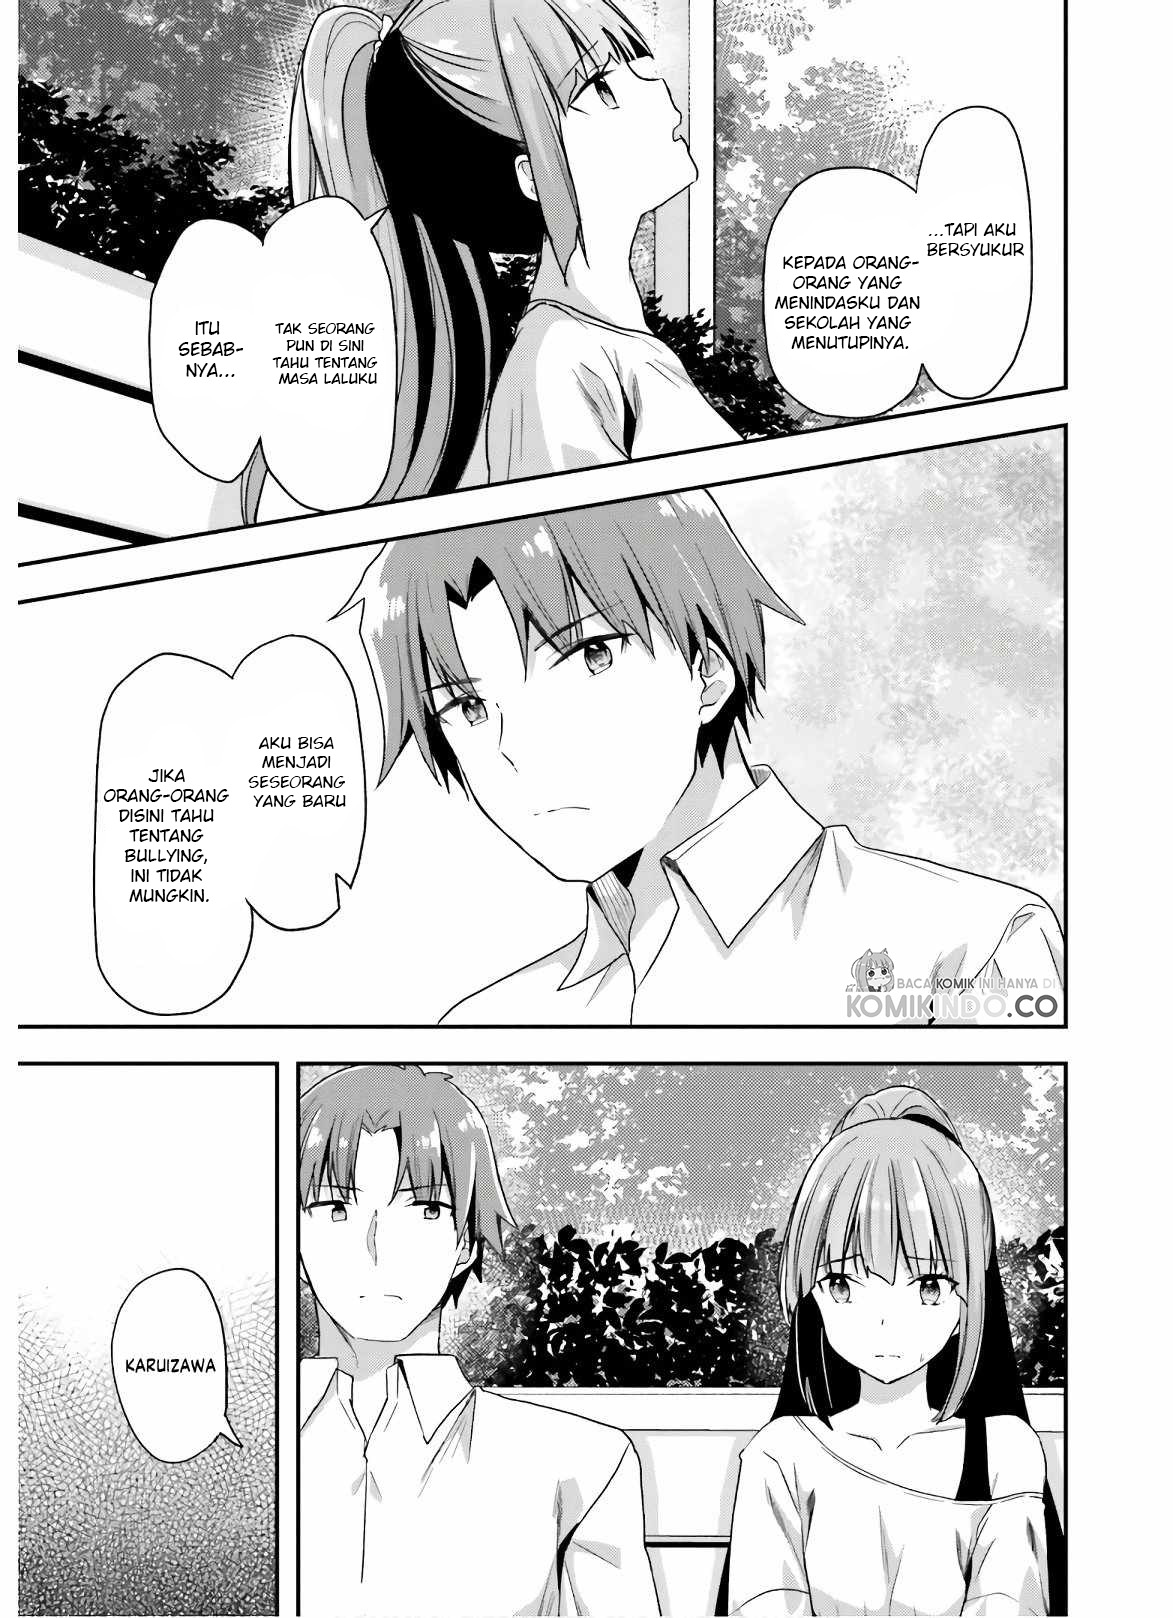 ...TAPI AKU
BERSYUKUR
KEPADA ORANG-
ORANG YANG
MENINDASKU DAN
SEKOLAH YANG
MENUTUPINYA.
TAK SEORANG
PUN DI SINI
TAHU TENTANG
MASA LALUKU
ITU
SEBAB-
NYA...
AKU BISA
MENJADI
SESEORANG
YANG BARU
JIKA
ORANG-ORANG
DISINI TAHU
TENTANG
BULLYING,
INI TIDAK
MUNGKIN.
BACA KOMIK INI HANYA DI
KOMIKINDO.CO
KARUIZAWA